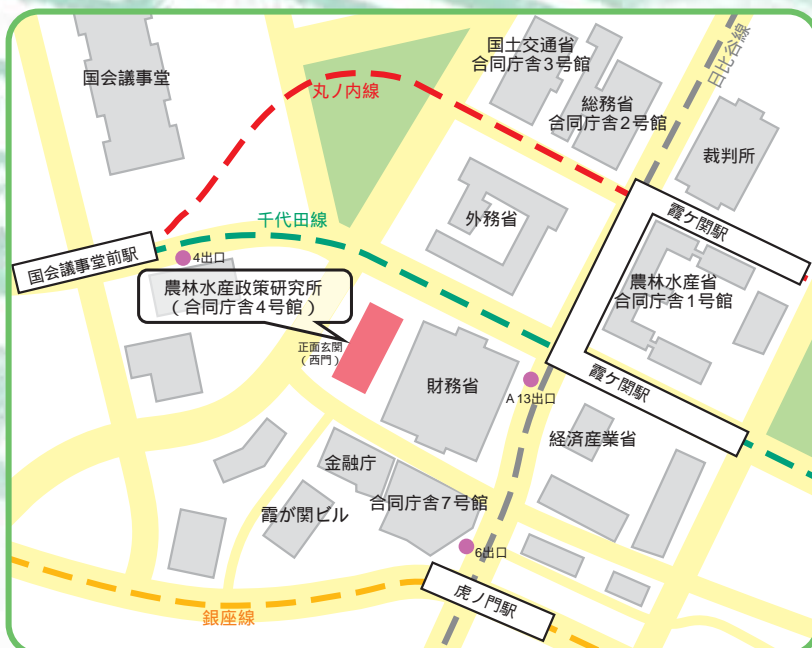 国土交通省
合同庁舎3号館
日比谷線
国会議事堂
丸ノ内線
総務省
合同庁舎2号館
裁判所
霞ケ関駅
千代田線
外務省
国会議事堂前駅
4出口
農林水産省
合同庁舎1号館
農林水産政策研究所
（合同庁舎4号館）
正面玄関
（西門）
財務省
霞ケ関駅
A13出口
経済産業省
金融庁
合同庁舎7号館
霞が関ビル
6出口
虎ノ門駅
銀座線